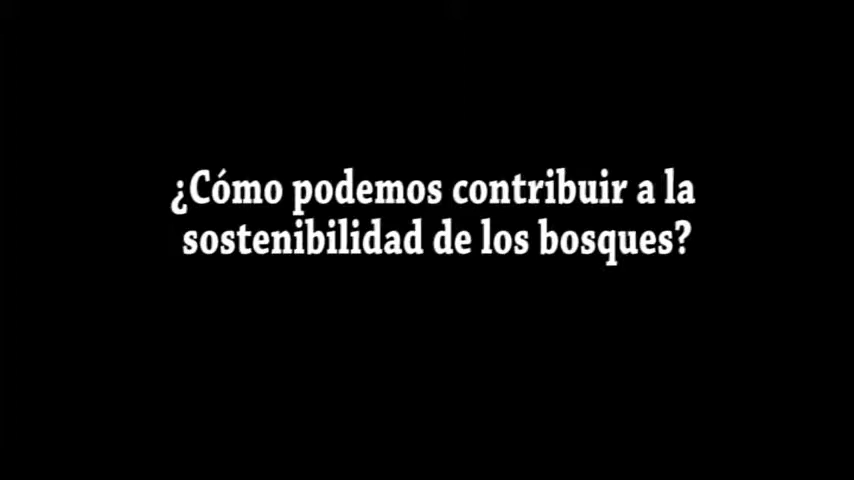 ¿Cómo podemos contribuir a la
sostenibilidad de los bosques?